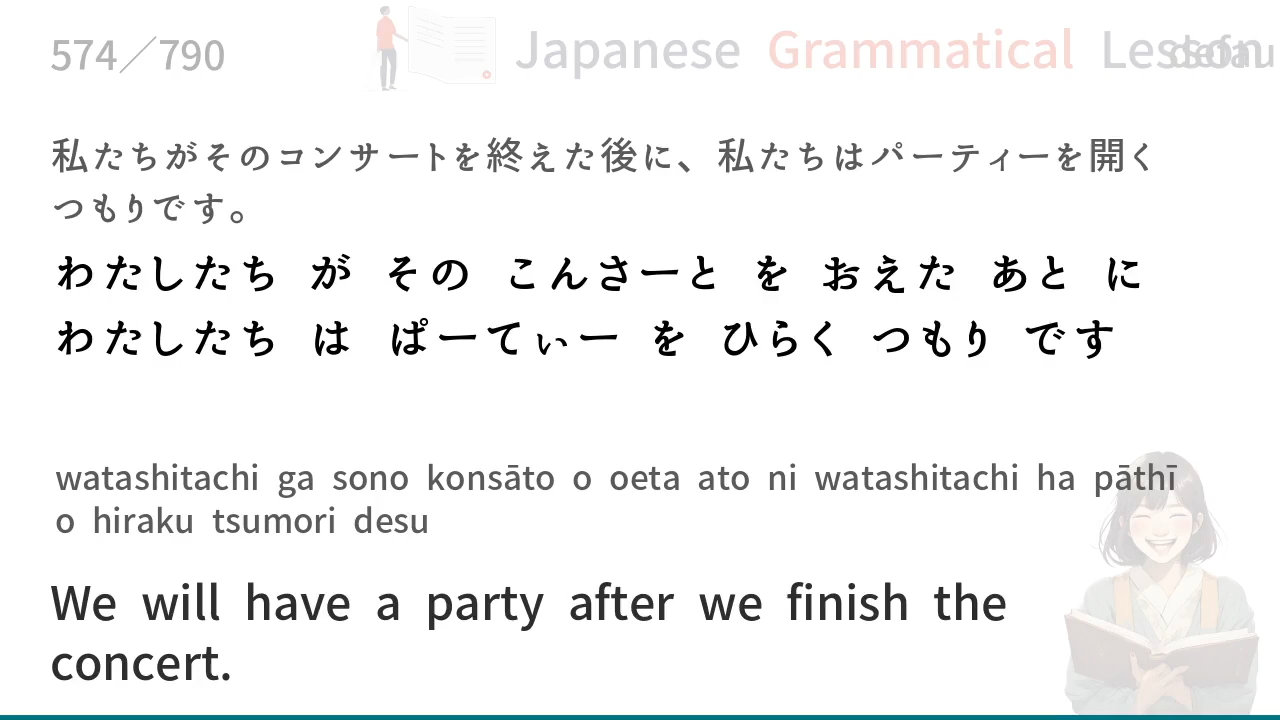 574／790
Japanese Grammatical Lesson
defau
私たちがそのコンサートを終えた後に、私たちはパーティーを開く
つもりです。
わたしたち が その こんさーと を おえた あと に
わたしたち は ぱーてぃー を ひらく つもり です
watashitachi ga sono konsāto o oeta ato ni watashitachi ha pāthī
o hiraku tsumori desu
We will have a party after we finish the
concert.